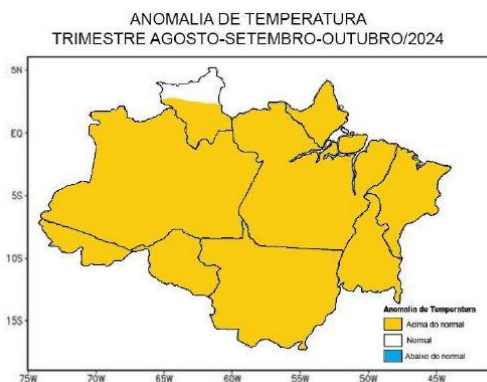 ANOMALIA DE TEMPERATURA
TRIMESTRE AGOSTO-SETEMBRO-OUTUBRO/2024
5N
EQ
5S
10S
15S
75W
70W
65W
60W
55W
50W
45W
Anomalia de Temperatura
Acima do normal
Normal
Abaixo do normal